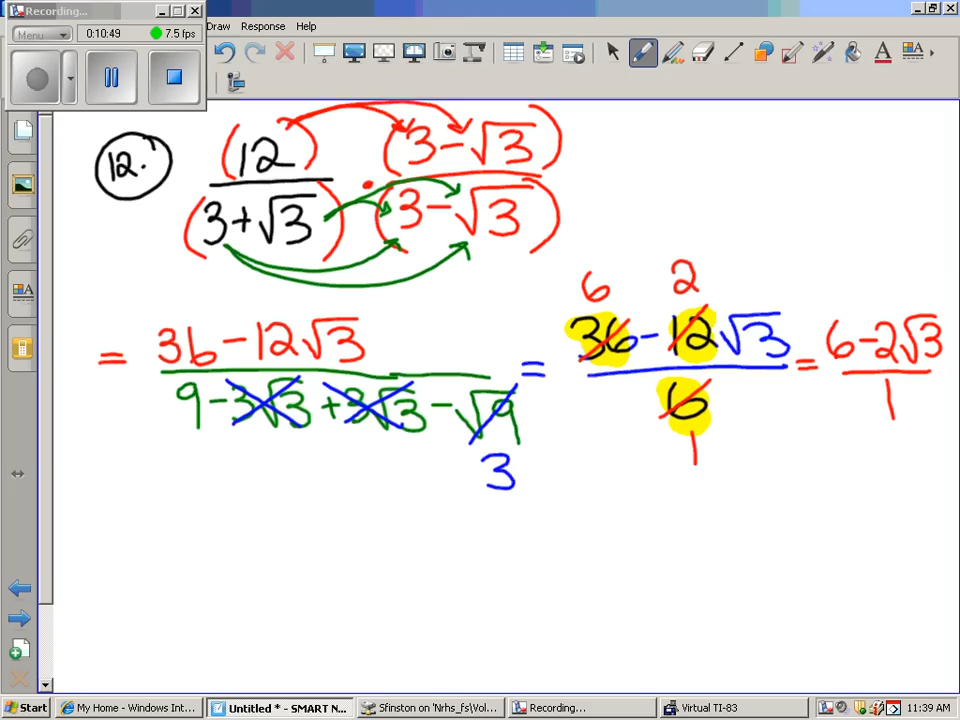 Recording...
Menu 0:10:49 7.5 fps
Draw Response Help
12. (12) · (3-√3)
(3+√3) (3-√3)
6 2
= 36-12√3 = 36-12√3 = 6-2√3
9-3√3+3√3-√9 6 1
3 1
Start My Home - Windows Int... Untitled * - SMART N... Sfinston on 'Nrhs_fs\Vol... Recording... Virtual TI-83 11:39 AM